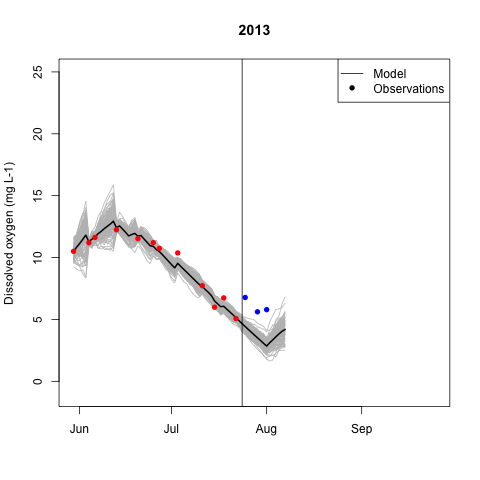 2013
Model
Observations
Dissolved oxygen (mg L-1)
25
20
15
10
5
0
Jun
Jul
Aug
Sep